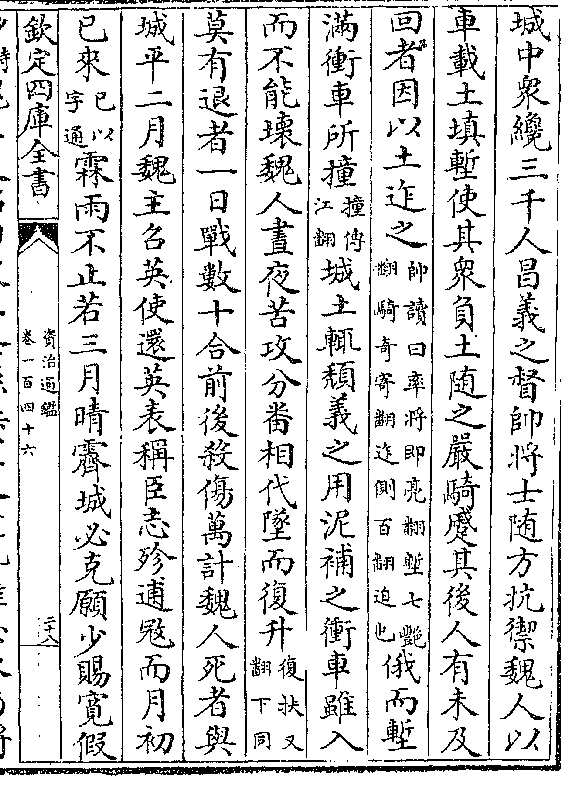 城中衆纔三千人昌義之督帥將士隨方抗禦魏人以
車載土填塹使其衆負土隨之嚴騎蹙其後人有未及
回者因以土迮之帥讀曰率將即亮翻塹七艷翻騎奇寄翻迮側百翻迫也俄而塹
滿衝車所撞撞傳江翻城土輒頽義之用泥補之衝車雖入
而不能壞魏人晝夜苦攻分番相代墜而復升復扶又翻下同
莫有退者一日戰數十合前後殺傷萬計魏人死者與
城平二月魏主召英使還英表稱臣志殄逋㓂而月初
已來已以字通霖雨不止若三月晴霽城必克願少賜寛假
欽定四庫全書
資治通鑑
卷一百四十六